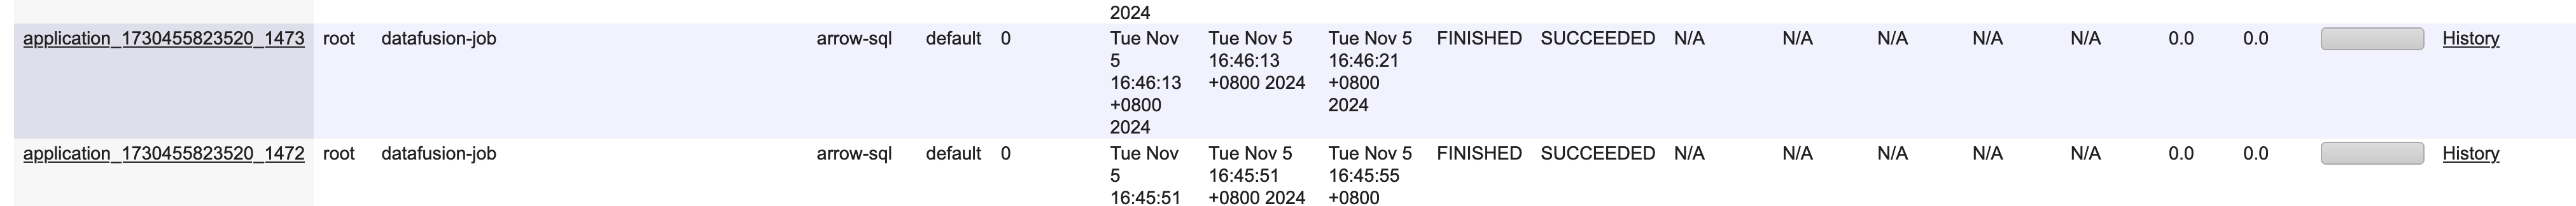 2024
application_1730455823520_1473 root datafusion-job arrow-sql default 0 Tue Nov Tue Nov 5 Tue Nov 5 FINISHED SUCCEEDED N/A N/A N/A N/A N/A 0.0 0.0 History
5 16:46:13 16:46:21
16:46:13 +0800 2024 +0800
+0800 2024
2024
application_1730455823520_1472 root datafusion-job arrow-sql default 0 Tue Nov Tue Nov 5 Tue Nov 5 FINISHED SUCCEEDED N/A N/A N/A N/A N/A 0.0 0.0 History
5 16:45:51 16:45:55
16:45:51 +0800 2024 +0800